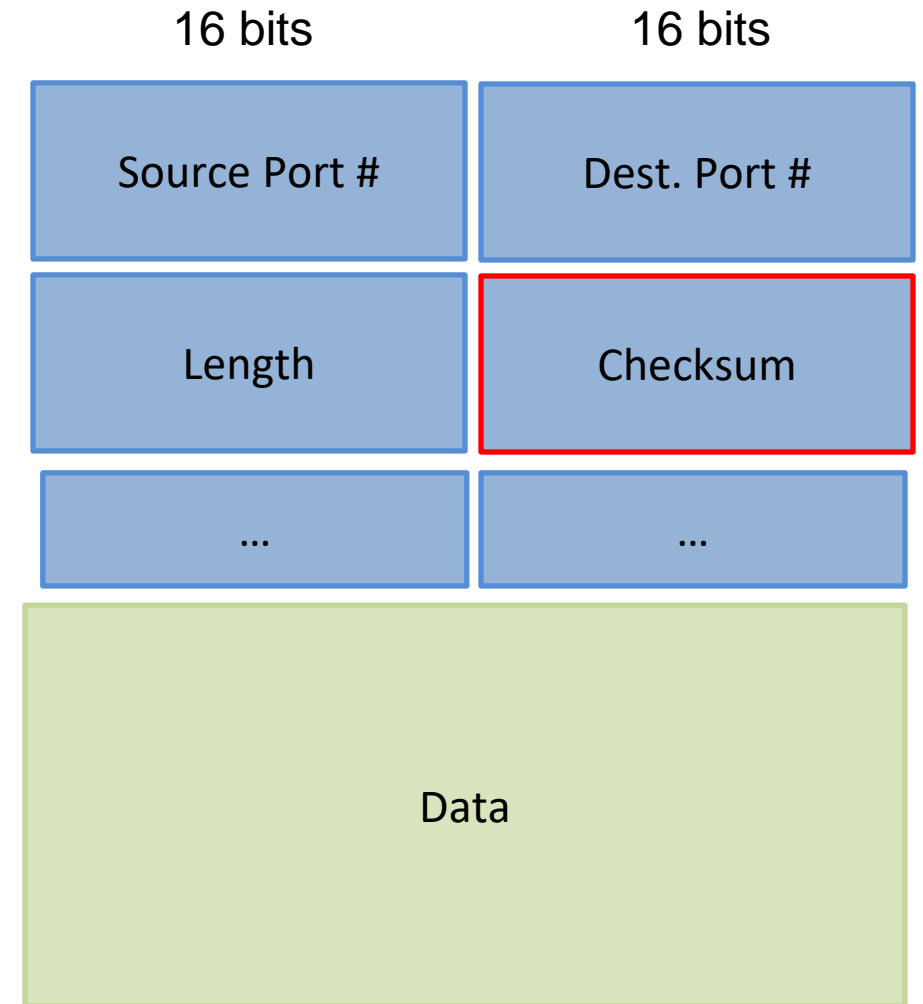 16 bits 16 bits
Source Port # Dest. Port #
Length Checksum
... ...
Data